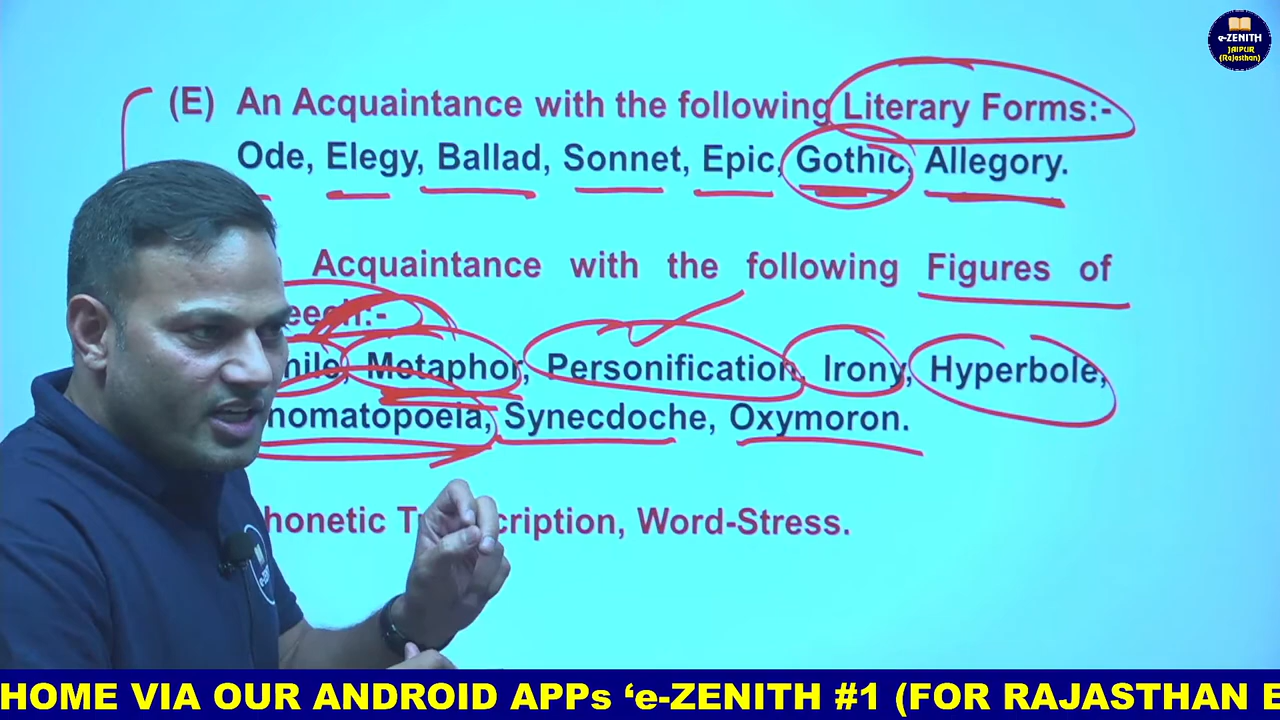 e-ZENITH
JAIPUR
(Rajasthan)
(E) An Acquaintance with the following Literary Forms:-
Ode, Elegy, Ballad, Sonnet, Epic, Gothic, Allegory.
Acquaintance with the following Figures of
Metaphor, Personification, Irony, Hyperbole,
nomatopoeia, Synecdoche, Oxymoron.
honetic Word-Stress.
HOME VIA OUR ANDROID APPs ‘e-ZENITH #1 (FOR RAJASTHAN E